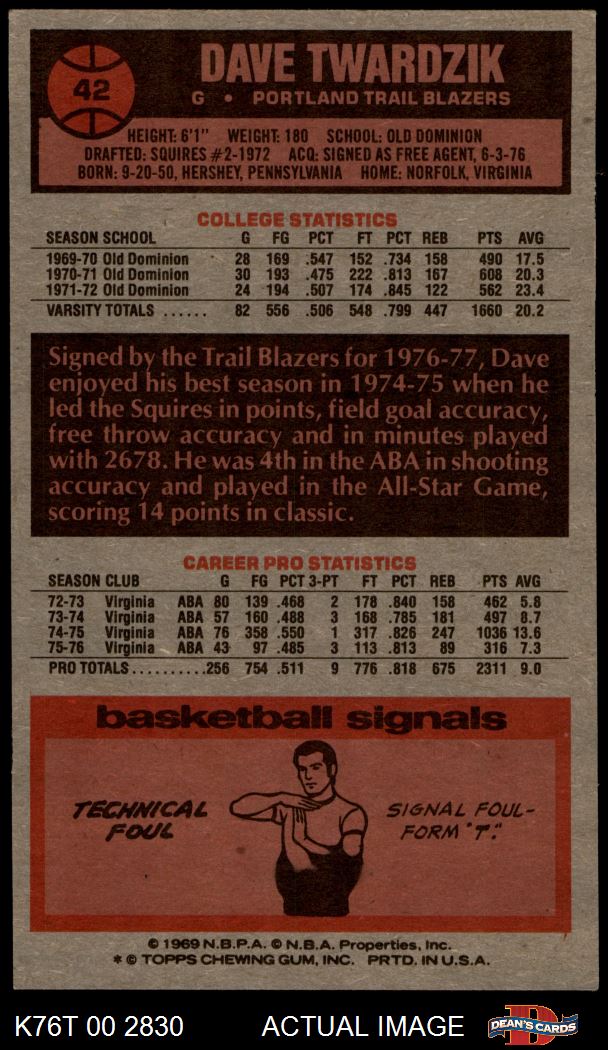 42
DAVE TWARDZIK
G • PORTLAND TRAIL BLAZERS
HEIGHT: 6'1" WEIGHT: 180 SCHOOL: OLD DOMINION
DRAFTED: SQUIRES #2-1972 ACQ: SIGNED AS FREE AGENT, 6-3-76
BORN: 9-20-50, HERSHEY, PENNSYLVANIA HOME: NORFOLK, VIRGINIA
COLLEGE STATISTICS
SEASON SCHOOL G FG PCT FT PCT REB PTS AVG
1969-70 Old Dominion 28 169 .547 152 .734 158 490 17.5
1970-71 Old Dominion 30 193 .475 222 .813 167 608 20.3
1971-72 Old Dominion 24 194 .507 174 .845 122 562 23.4
VARSITY TOTALS ...... 82 556 .506 548 .799 447 1660 20.2
Signed by the Trail Blazers for 1976-77, Dave
enjoyed his best season in 1974-75 when he
led the Squires in points, field goal accuracy,
free throw accuracy and in minutes played
with 2678. He was 4th in the ABA in shooting
accuracy and played in the All-Star Game,
scoring 14 points in classic.
CAREER PRO STATISTICS
SEASON CLUB G FG PCT 3-PT FT PCT REB PTS AVG
72-73 Virginia ABA 80 139 .468 2 178 .840 158 462 5.8
73-74 Virginia ABA 57 160 .488 3 168 .785 181 497 8.7
74-75 Virginia ABA 76 358 .550 1 317 .826 247 1036 13.6
75-76 Virginia ABA 43 97 .485 3 113 .813 89 316 7.3
PRO TOTALS..........256 754 .511 9 776 .818 675 2311 9.0
basketball signals
TECHNICAL FOUL
SIGNAL FOUL-
FORM "T."
© 1969 N.B.P.A. © N.B.A. Properties, Inc.
* © TOPPS CHEWING GUM, INC. PRTD. IN U.S.A.
K76T 00 2830 ACTUAL IMAGE D DEAN'S CARDS